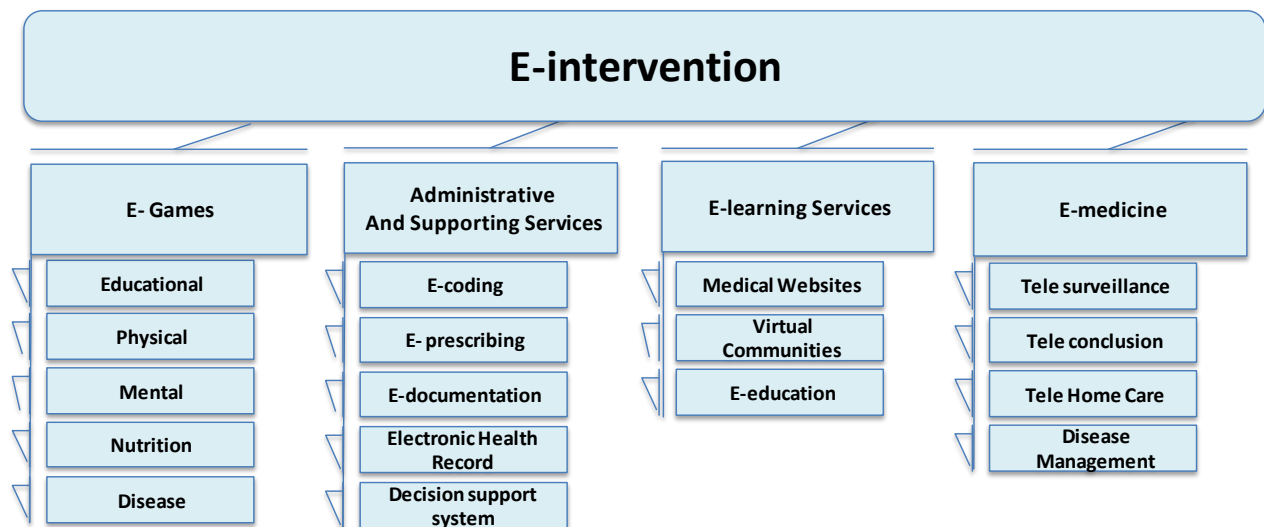 E-intervention
E- Games
Educational
Physical
Mental
Nutrition
Disease
Administrative
And Supporting Services
E-coding
E- prescribing
E-documentation
Electronic Health
Record
Decision support
system
E-learning Services
Medical Websites
Virtual
Communities
E-education
E-medicine
Tele surveillance
Tele conclusion
Tele Home Care
Disease
Management